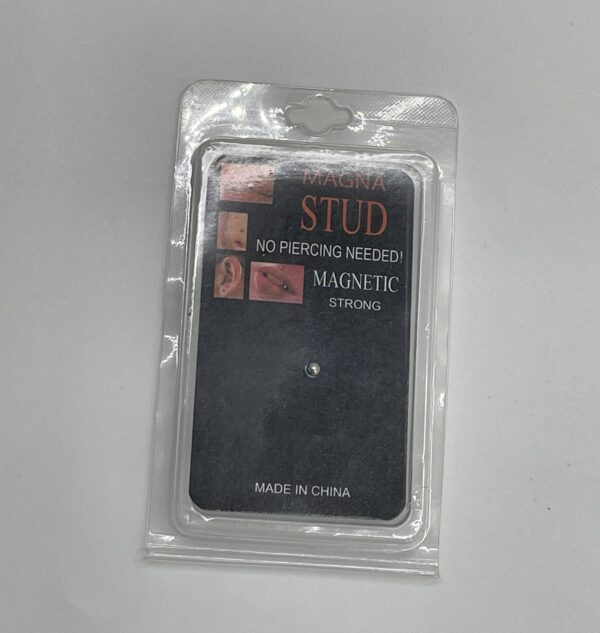 MAGNA
STUD
NO PIERCING NEEDED!
MAGNETIC
STRONG
MADE IN CHINA